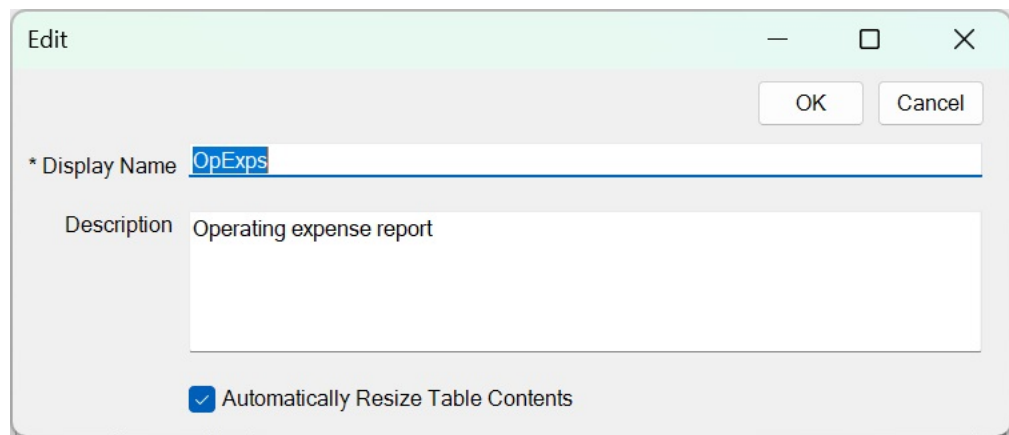 Edit
OK Cancel
* Display Name OpExps
Description Operating expense report
Automatically Resize Table Contents